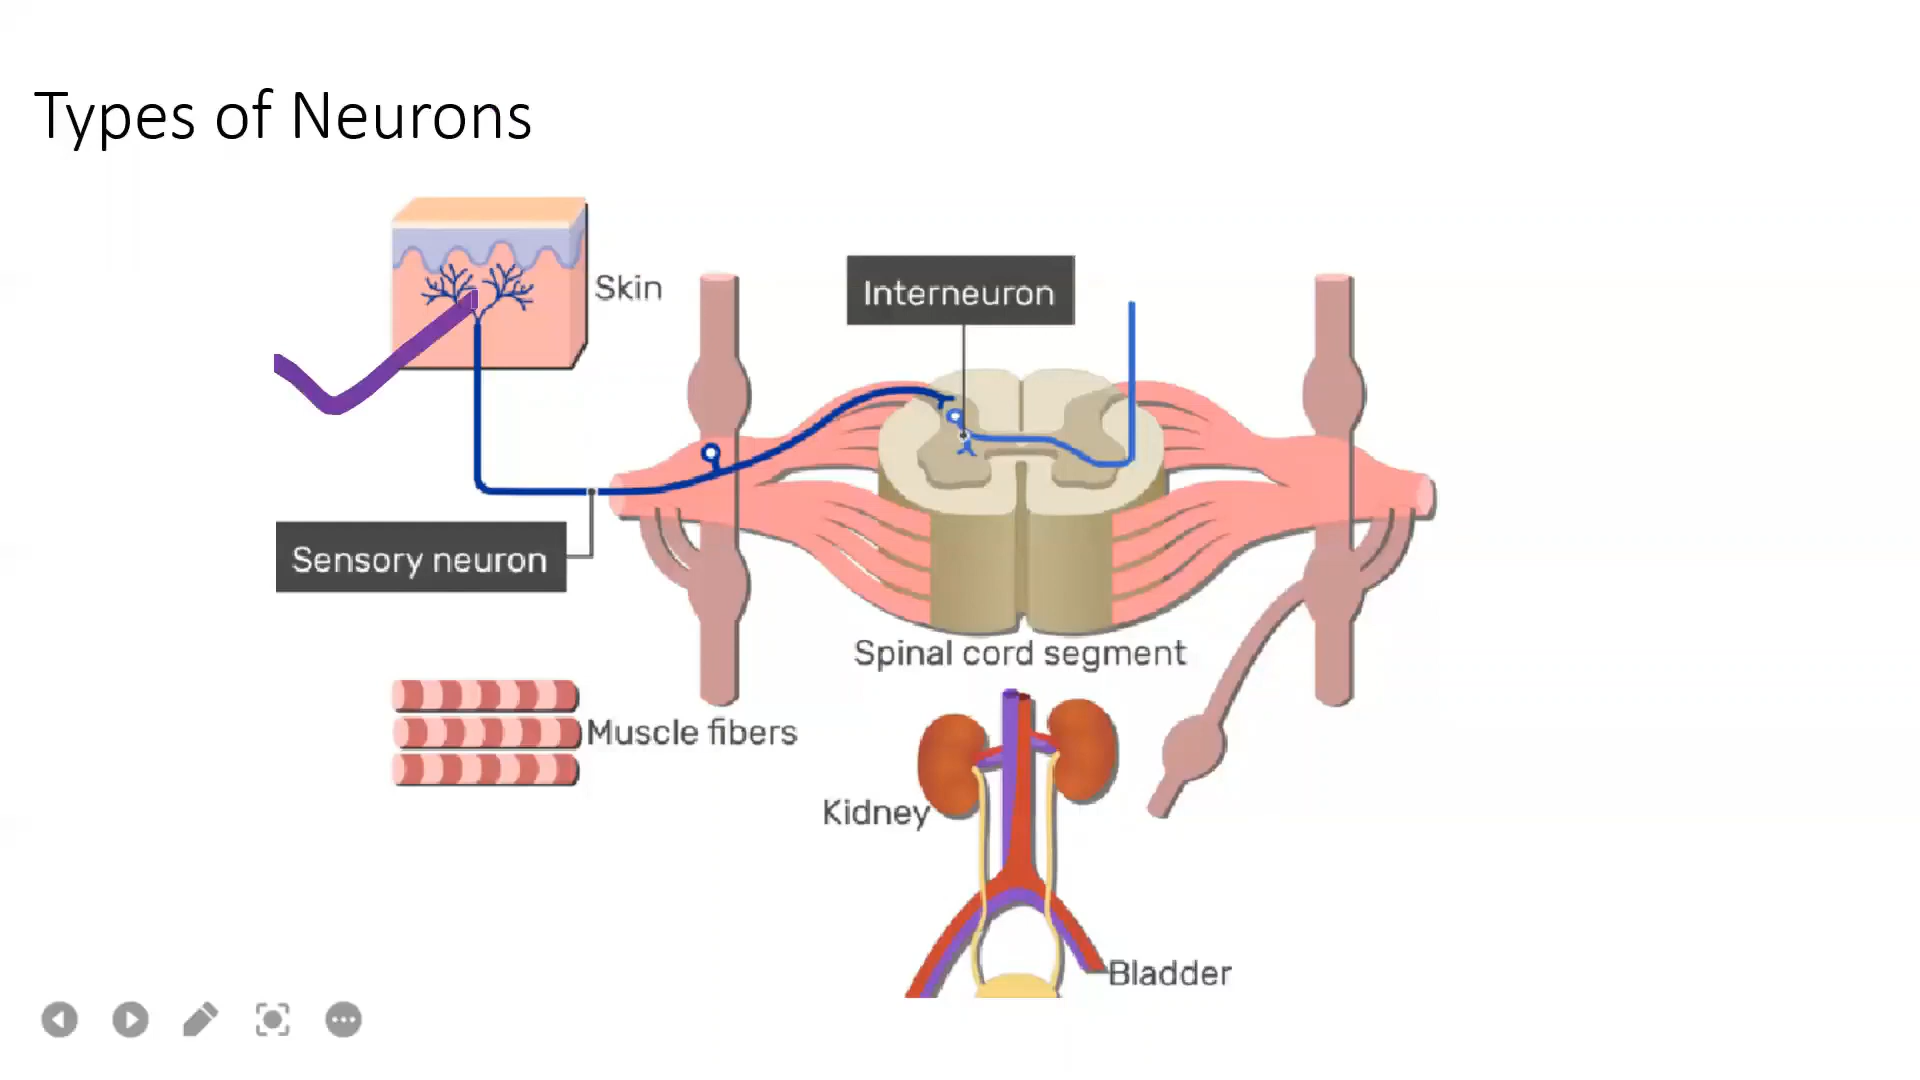 Types of Neurons
Skin
Interneuron
Sensory neuron
Spinal cord segment
Muscle fibers
Kidney
Bladder